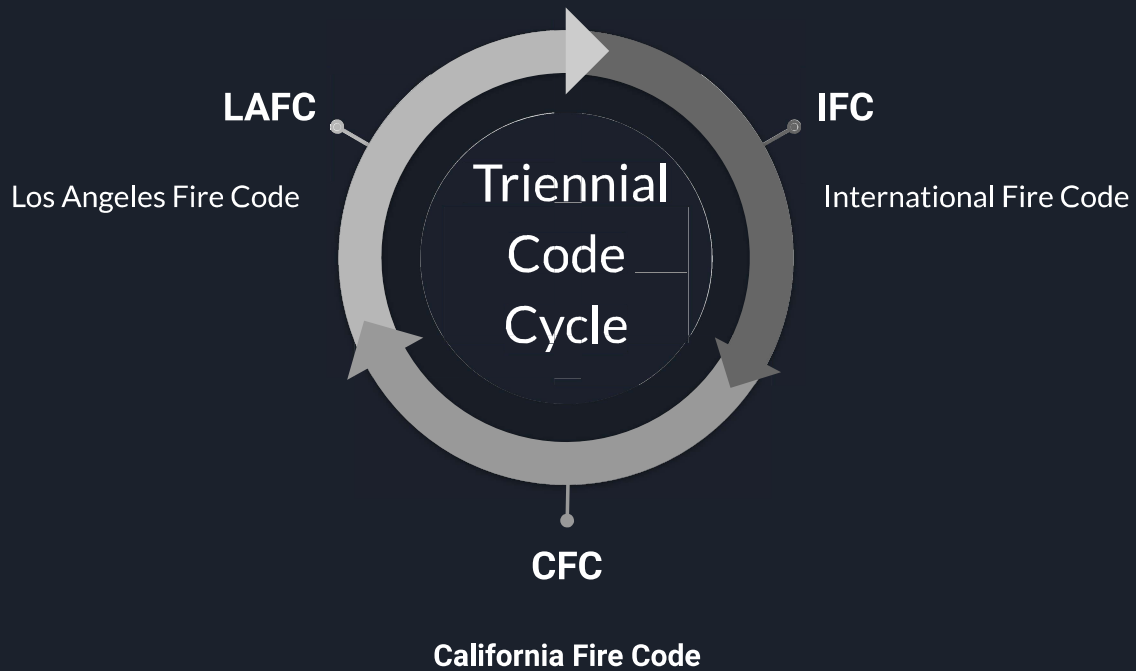 LAFC
Los Angeles Fire Code
IFC
International Fire Code
Triennial
Code
Cycle
CFC
California Fire Code